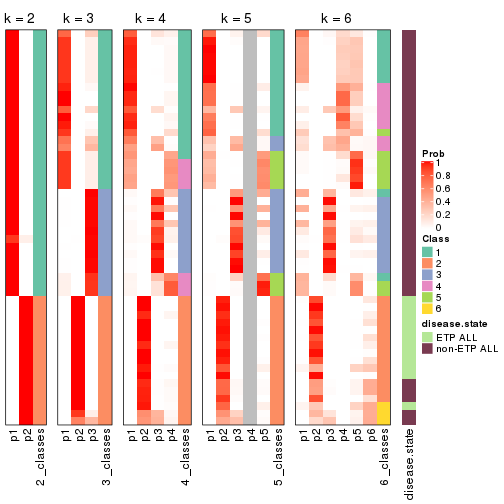 k = 2
k = 3
k = 4
k = 5
k = 6
Prob
1
0.8
0.6
0.4
0.2
0
Class
1
2
3
4
5
6
disease.state
ETP ALL
non-ETP ALL
p1
p2
2_classes
p1
p2
p3
3_classes
p1
p2
p3
p4
4_classes
p1
p2
p3
p4
p5
5_classes
p1
p2
p3
p4
p5
p6
6_classes
disease.state